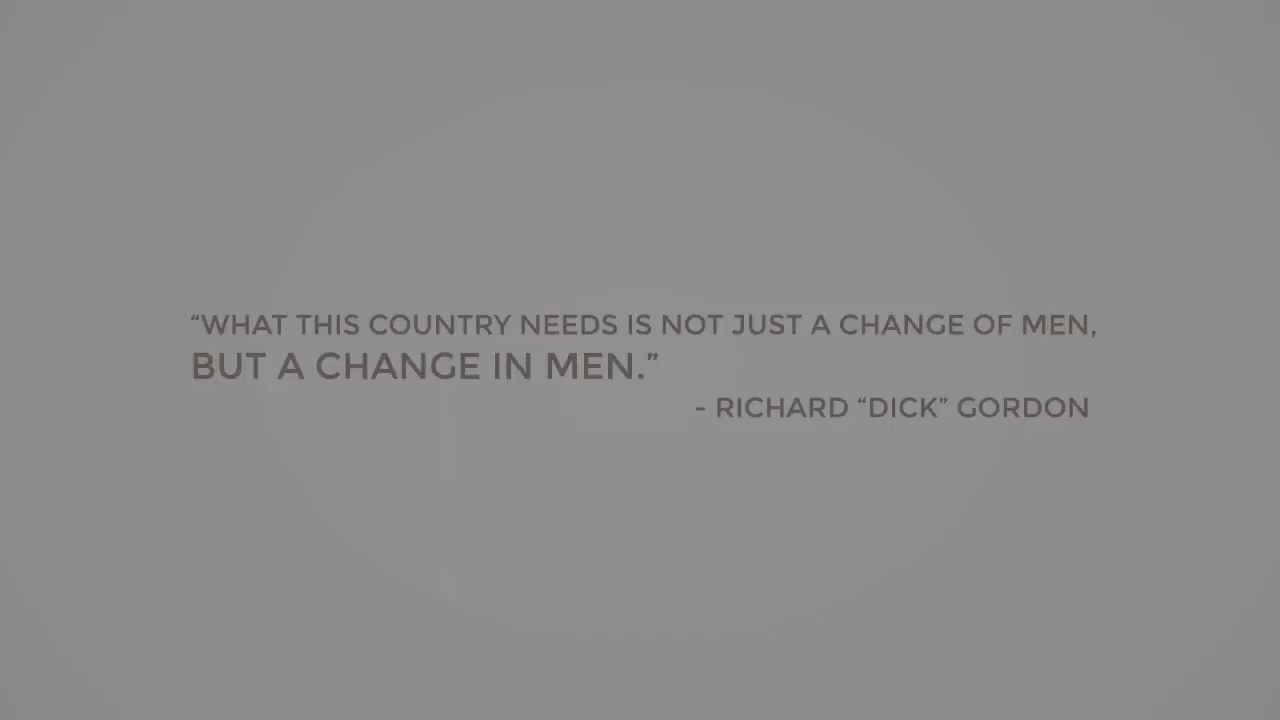 “WHAT THIS COUNTRY NEEDS IS NOT JUST A CHANGE OF MEN,
BUT A CHANGE IN MEN.”
- RICHARD “DICK” GORDON